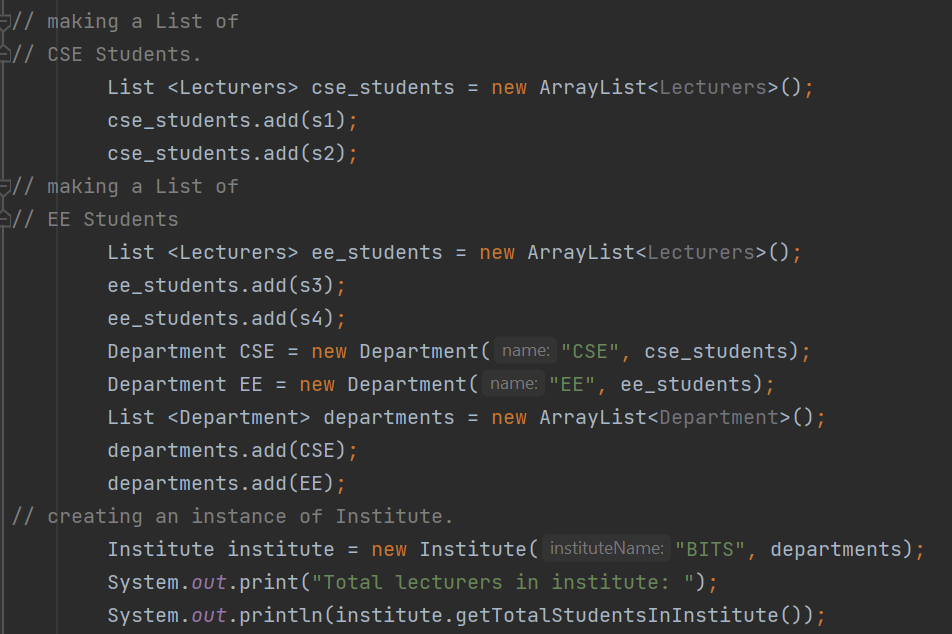 // making a List of
// CSE Students.
List <Lecturers> cse_students = new ArrayList<Lecturers>();
cse_students.add(s1);
cse_students.add(s2);
// making a List of
// EE Students
List <Lecturers> ee_students = new ArrayList<Lecturers>();
ee_students.add(s3);
ee_students.add(s4);
Department CSE = new Department( name: "CSE", cse_students);
Department EE = new Department( name: "EE", ee_students);
List <Department> departments = new ArrayList<Department>();
departments.add(CSE);
departments.add(EE);
// creating an instance of Institute.
Institute institute = new Institute( instituteName: "BITS", departments);
System.out.print("Total lecturers in institute: ");
System.out.println(institute.getTotalStudentsInInstitute());